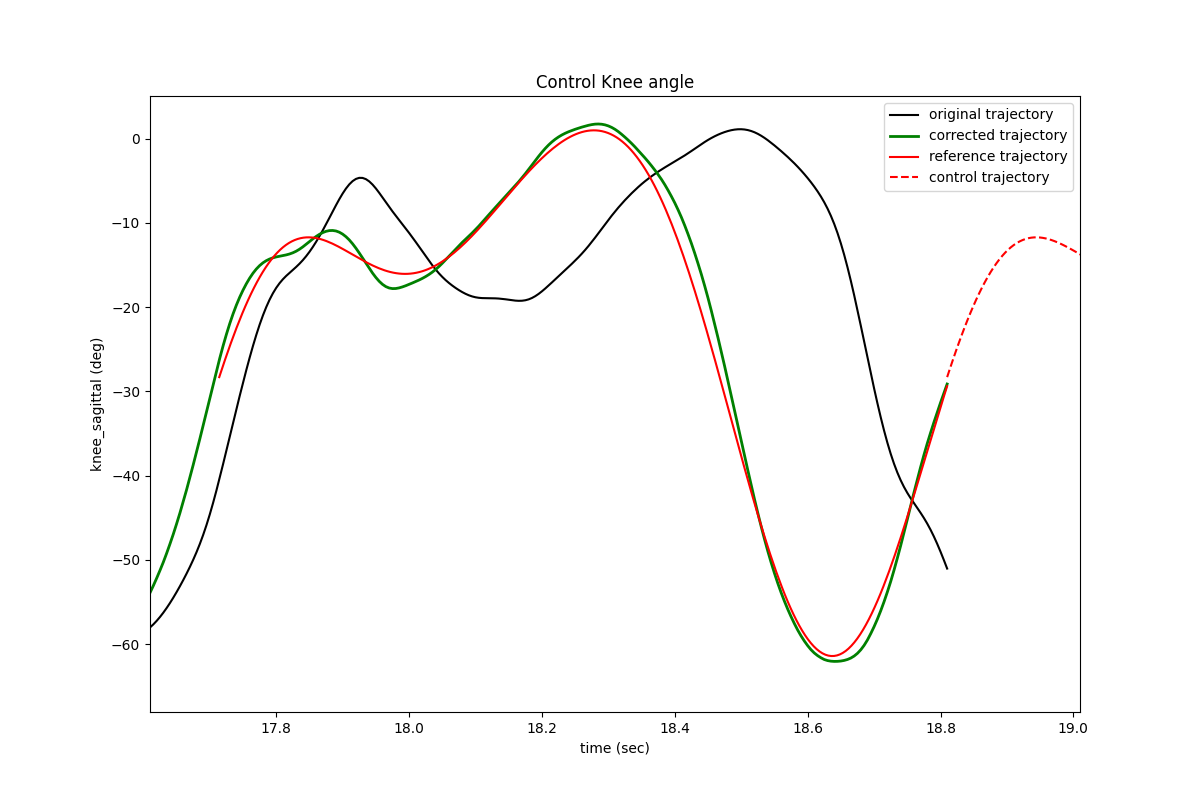 Control Knee angle
original trajectory
corrected trajectory
reference trajectory
control trajectory
knee_sagittal (deg)
0
−10
−20
−30
−40
−50
−60
17.8 18.0 18.2 18.4 18.6 18.8 19.0
time (sec)